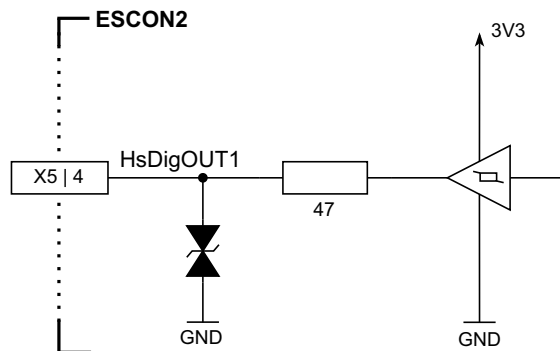 ESCON2
3V3
HsDigOUT1
X5 | 4
47
GND
GND